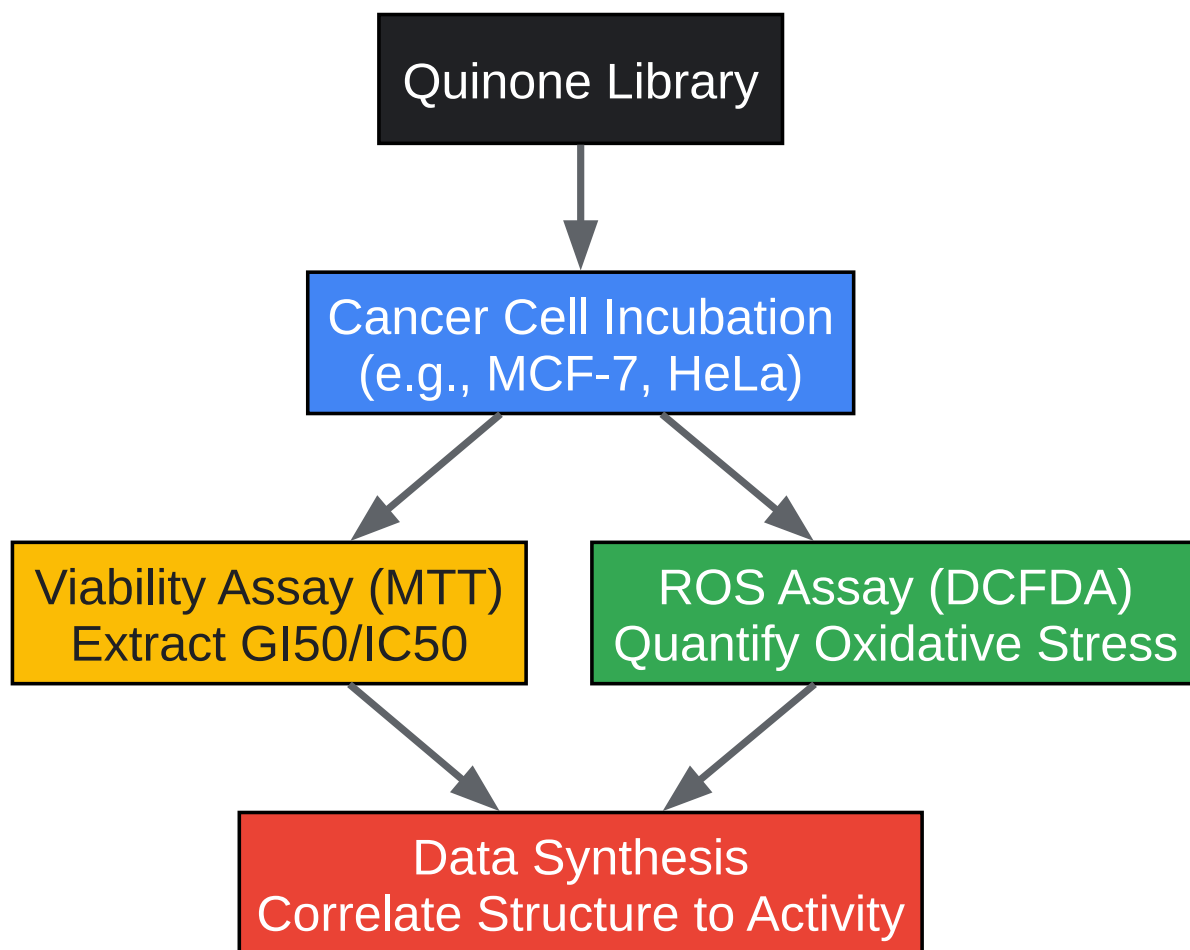 Quinone Library
Cancer Cell Incubation
(e.g., MCF-7, HeLa)
Viability Assay (MTT)
Extract GI50/IC50
ROS Assay (DCFDA)
Quantify Oxidative Stress
Data Synthesis
Correlate Structure to Activity